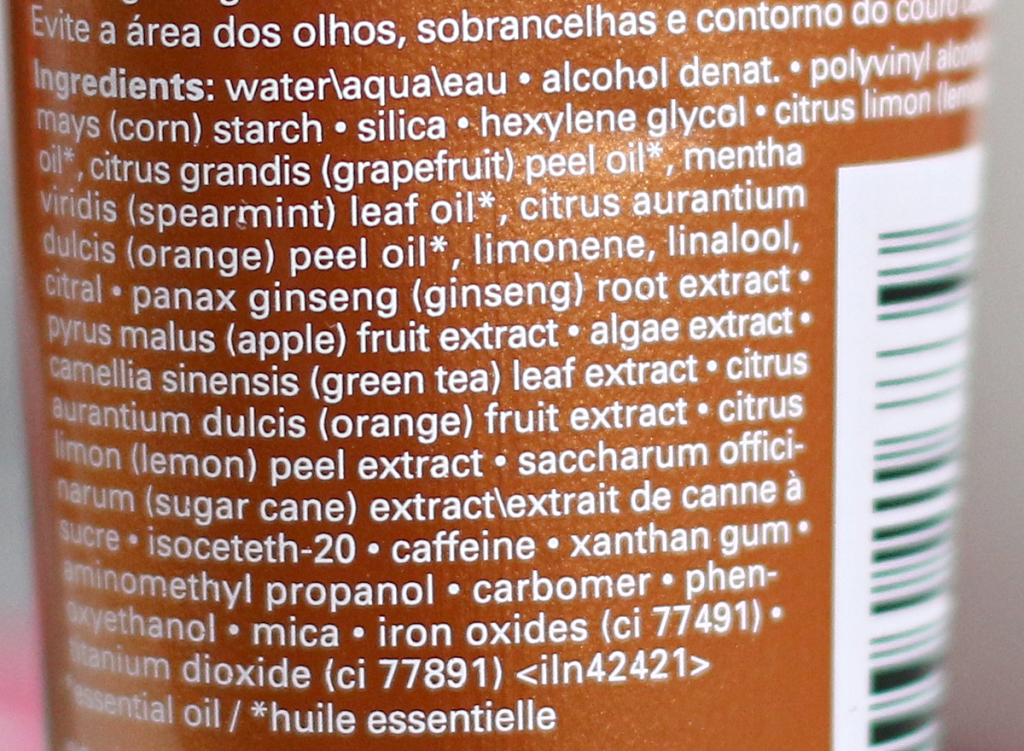 Evite a área dos olhos, sobrancelhas e contorno do couro
Ingredients: water\aqua\eau • alcohol denat. • polyvinyl
mays (corn) starch • silica • hexylene glycol • citrus limon
oil*, citrus grandis (grapefruit) peel oil*, mentha
viridis (spearmint) leaf oil*, citrus aurantium
dulcis (orange) peel oil*, limonene, linalool,
citral • panax ginseng (ginseng) root extract •
pyrus malus (apple) fruit extract • algae extract •
camellia sinensis (green tea) leaf extract • citrus
aurantium dulcis (orange) fruit extract • citrus
limon (lemon) peel extract • saccharum offici-
narum (sugar cane) extract\extrait de canne à
sucre • isoceteth-20 • caffeine • xanthan gum •
aminomethyl propanol • carbomer • phen-
oxyethanol • mica • iron oxides (ci 77491) •
titanium dioxide (ci 77891) <iln42421>
*essential oil / *huile essentielle